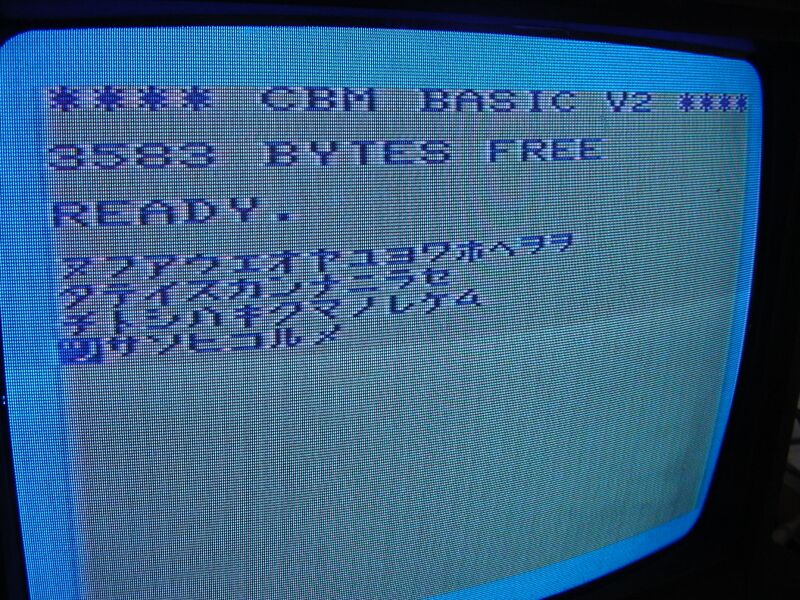 **** CBM BASIC V2 ****
3583 BYTES FREE
READY.
ヌフアウエオヤユヨワホヘヲヲ
タテイスカンナニラセ
チトシハキクマノレケム
サソヒコルメ